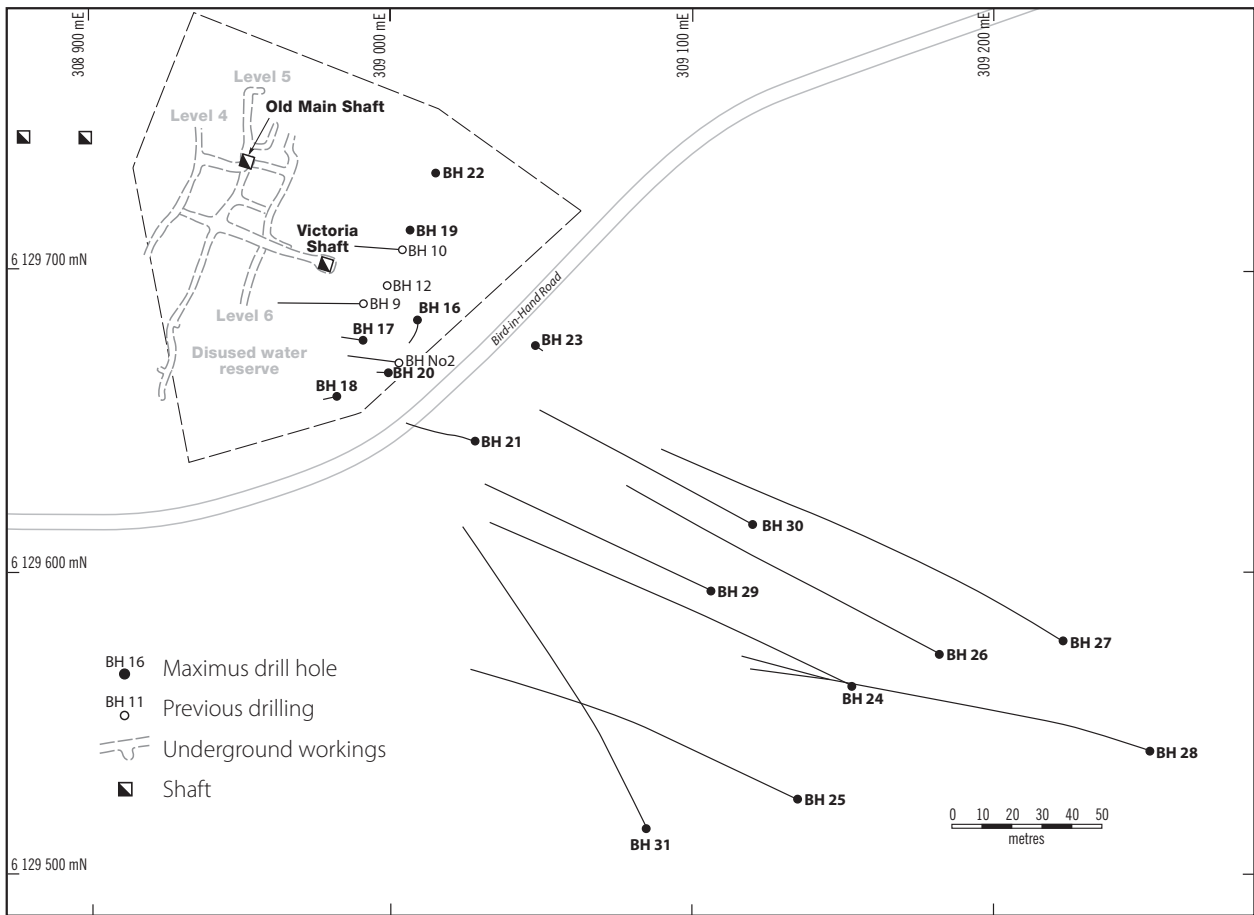 308 900 mE
309 000 mE
309 100 mE
309 200 mE
Level 5
Old Main Shaft
Level 4
BH 22
BH 19
Victoria
Shaft
BH 10
6 129 700 mN
BH 12
BH 9
BH 16
Level 6
BH 17
Bird-in-Hand Road
BH 23
Disused water
reserve
BH No2
BH 20
BH 18
BH 21
BH 30
6 129 600 mN
BH 29
BH 27
BH 26
BH 24
BH 28
BH 25
BH 31
BH 16
Maximus drill hole
BH 11
Previous drilling
Underground workings
Shaft
0 10 20 30 40 50
metres
6 129 500 mN